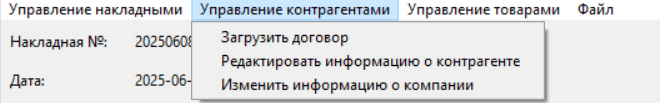 Управление накладными Управление контрагентами Управление товарами Файл
Накладная №: 20250608 Загрузить договор
Редактировать информацию о контрагенте
Дата: 2025-06- Изменить информацию о компании